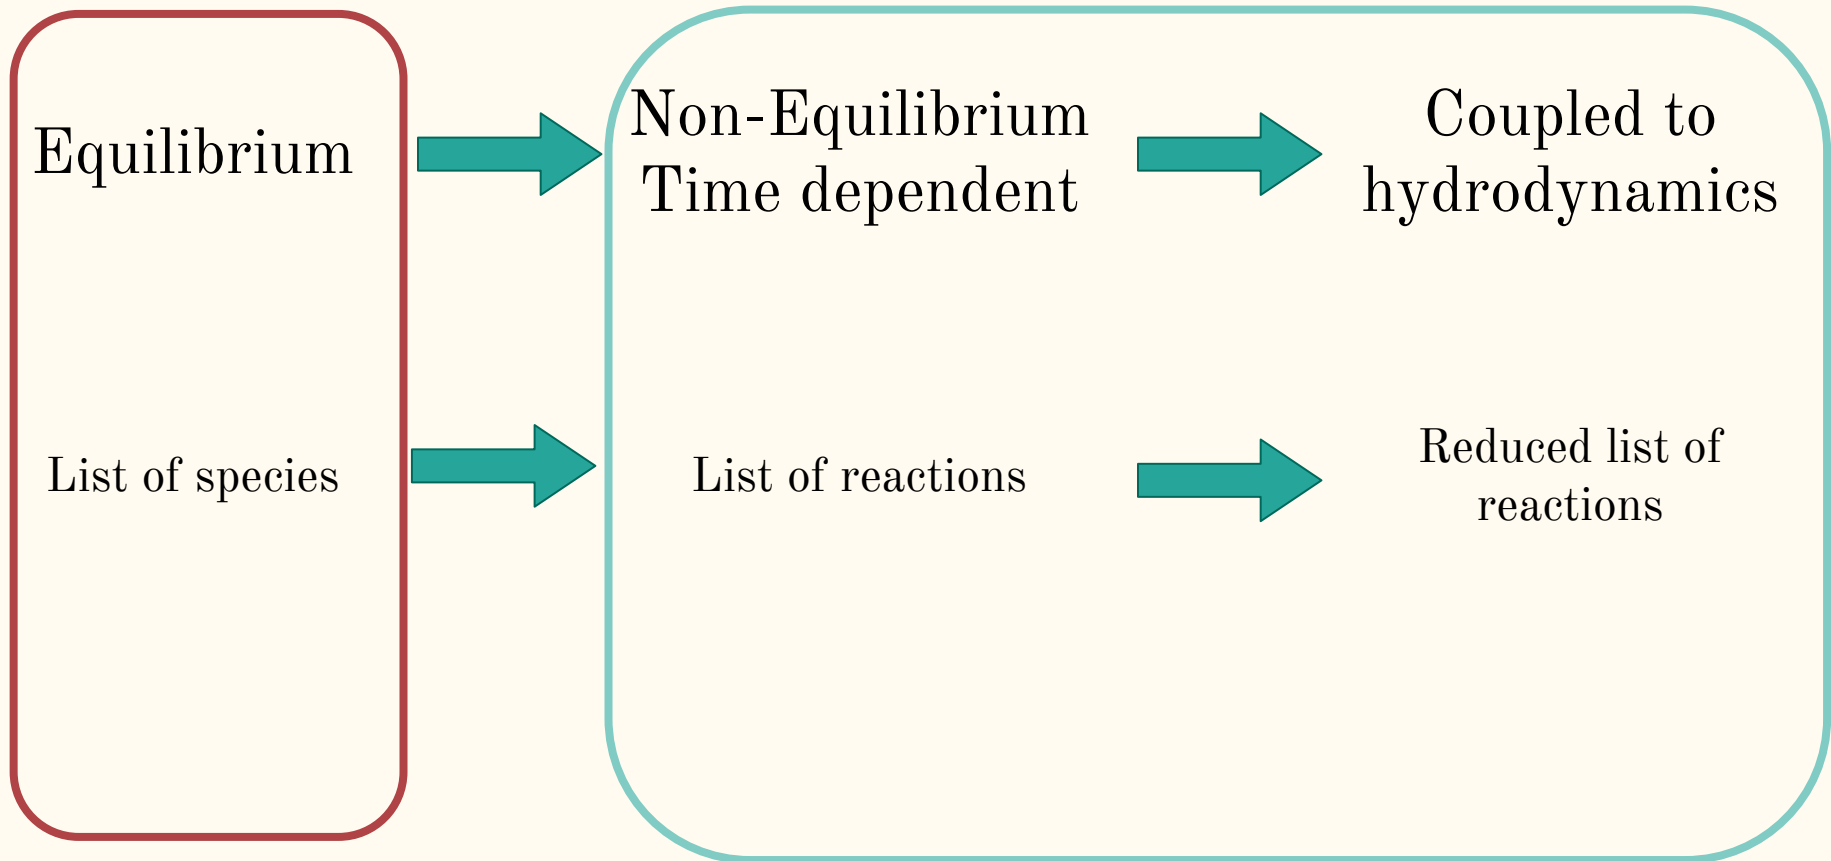 Equilibrium
Non-Equilibrium
Time dependent
Coupled to
hydrodynamics
List of species
List of reactions
Reduced list of
reactions